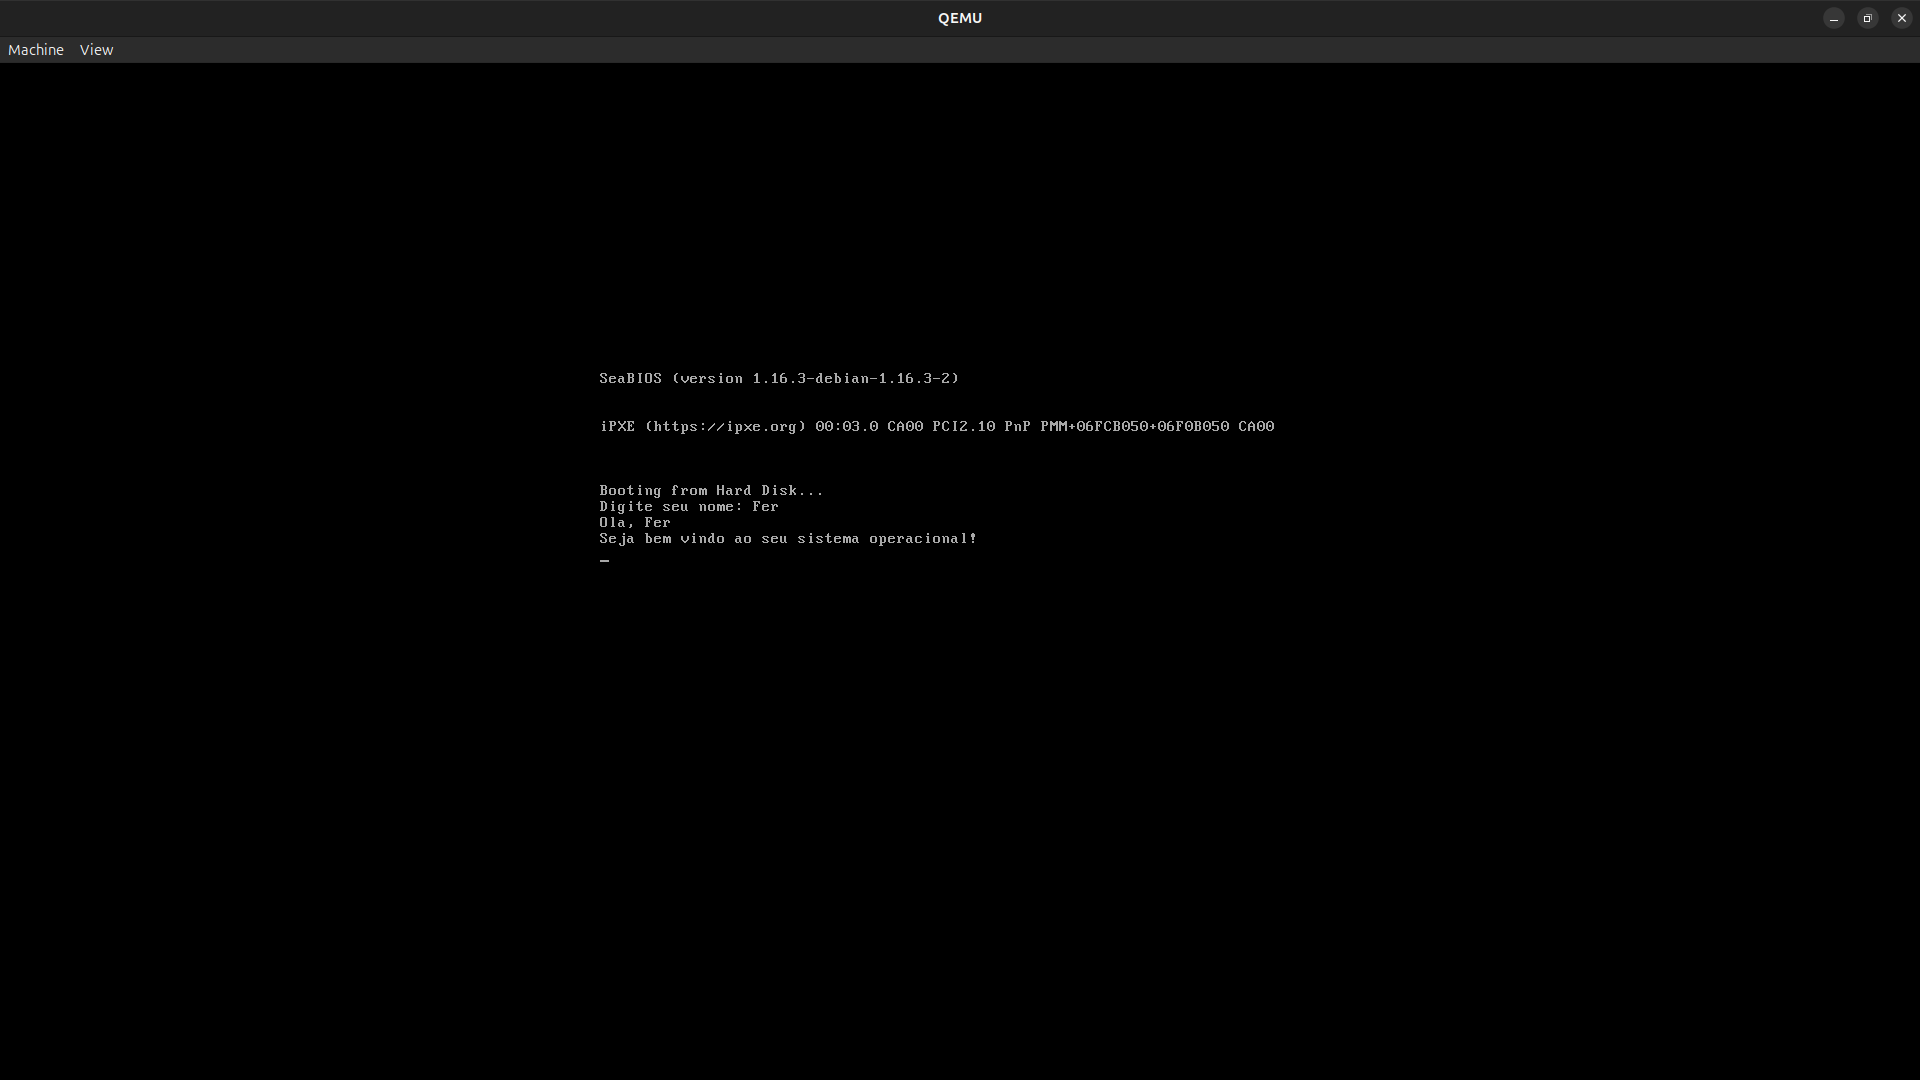 QEMU
Machine View
SeaBIOS (version 1.16.3-debian-1.16.3-2)
iPXE (https://ipxe.org) 00:03.0 CA00 PCI2.10 PnP PMM+06FCB050+06F0B050 CA00
Booting from Hard Disk...
Digite seu nome: Fer
Ola, Fer
Seja bem vindo ao seu sistema operacional!